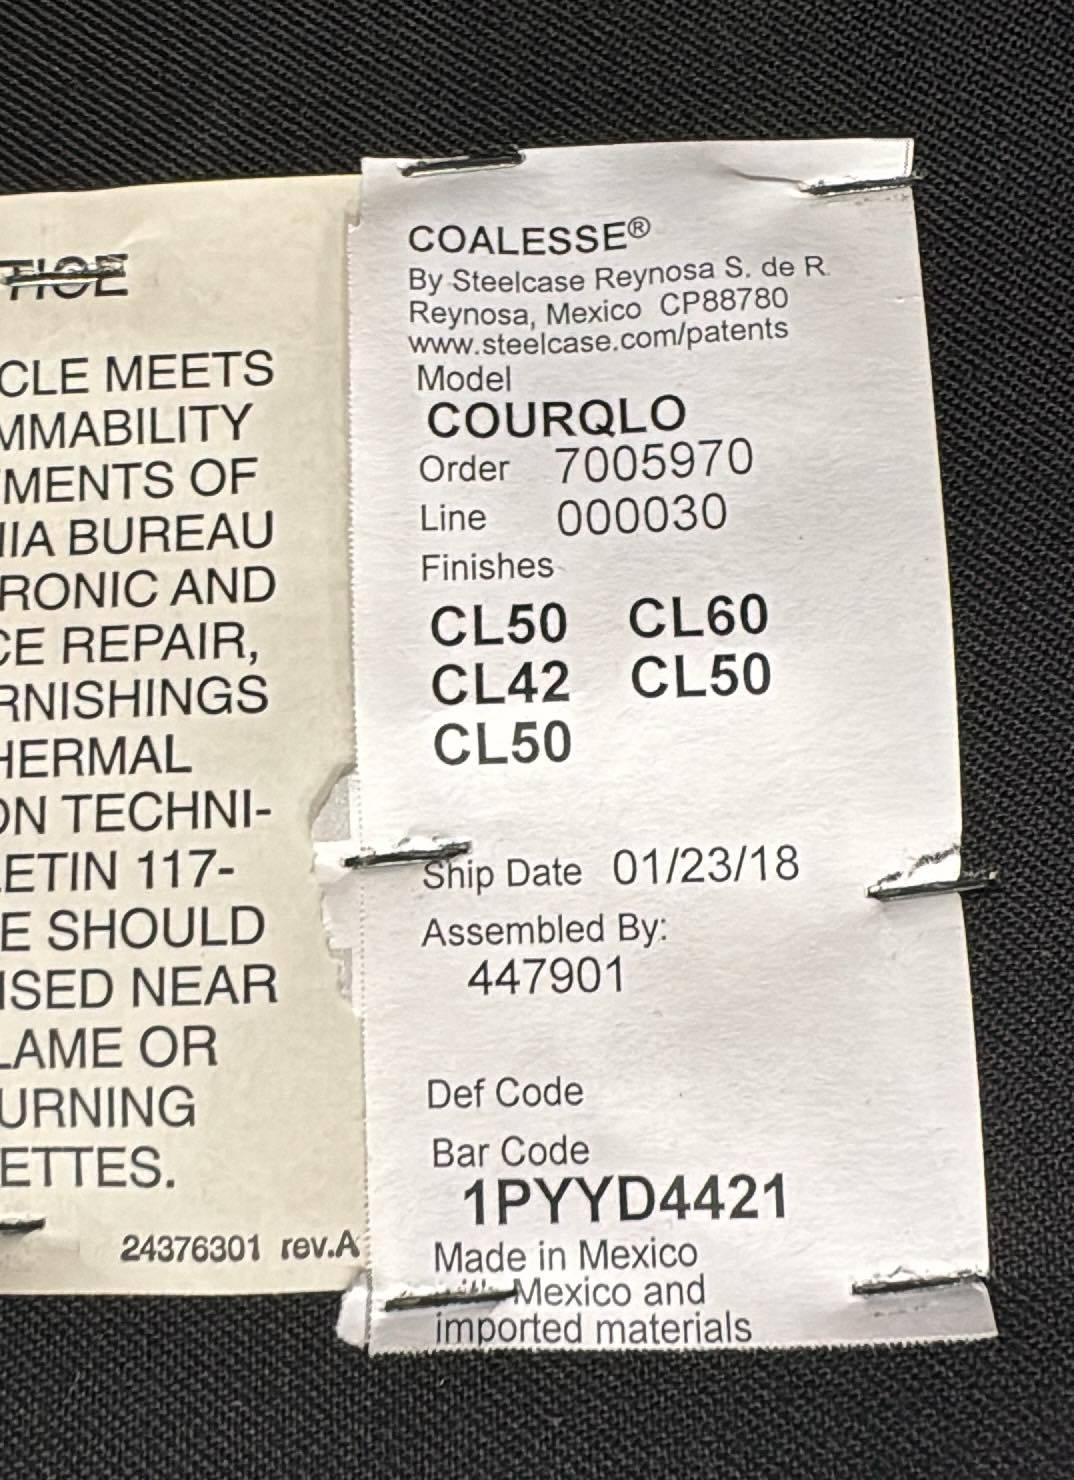 TICE
CLE MEETS
MMABILITY
MENTS OF
IA BUREAU
RONIC AND
CE REPAIR,
RNISHINGS
HERMAL
ON TECHNI-
LETIN 117-
E SHOULD
ISED NEAR
LAME OR
URNING
ETTES.
24376301 rev.A
COALESSE®
By Steelcase Reynosa S. de R.
Reynosa, Mexico CP88780
www.steelcase.com/patents
Model
COURQLO
Order 7005970
Line 000030
Finishes
CL50 CL60
CL42 CL50
CL50
Ship Date 01/23/18
Assembled By:
447901
Def Code
Bar Code
1PYYD4421
Made in Mexico
with Mexico and
imported materials